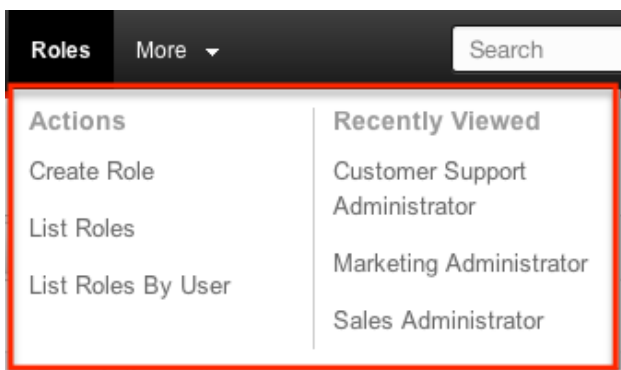 Roles More Search
Actions
Create Role
List Roles
List Roles By User
Recently Viewed
Customer Support
Administrator
Marketing Administrator
Sales Administrator